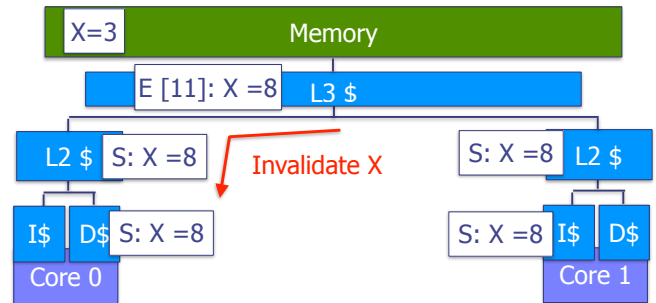 X=3
Memory
E [11]: X =8
L3 $
L2 $
S: X =8
Invalidate X
S: X =8
L2 $
I$
D$
S: X =8
S: X =8
I$
D$
Core 0
Core 1